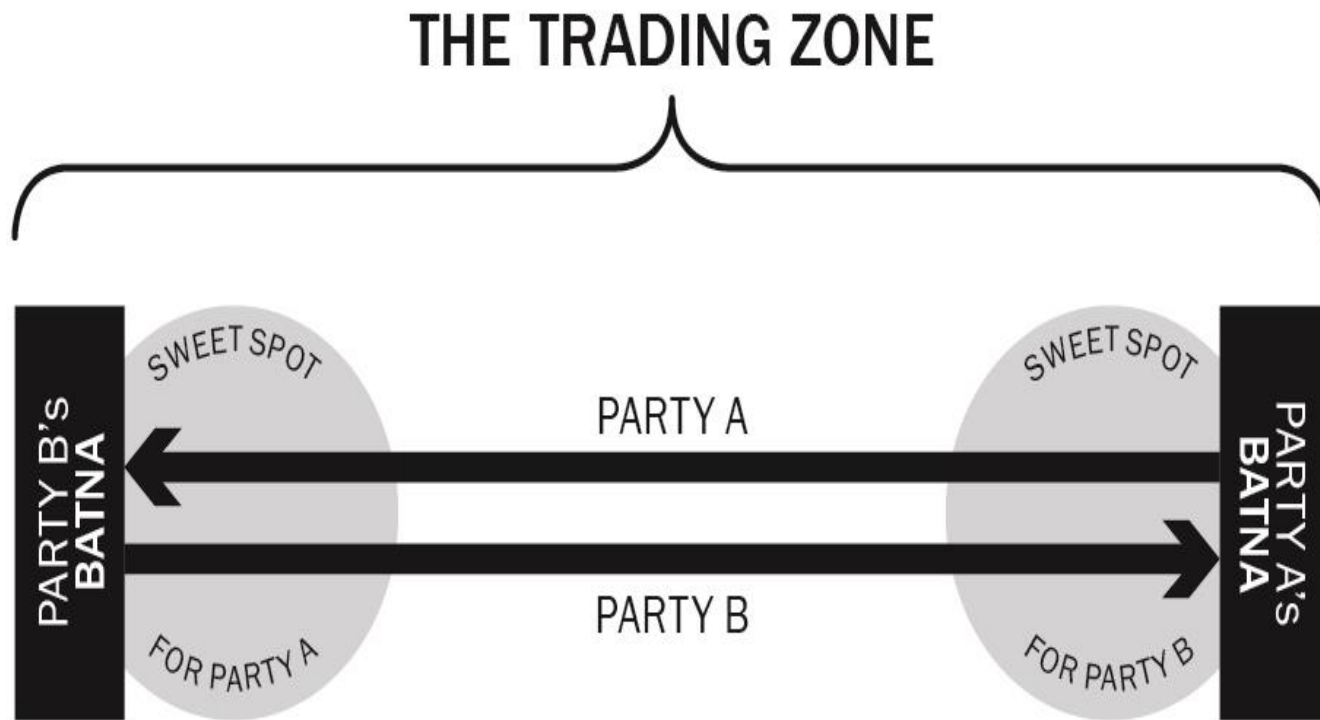 THE TRADING ZONE
PARTY B's
BATNA
SWEET SPOT
FOR PARTY A
PARTY A
PARTY B
SWEET SPOT
FOR PARTY B
PARTY A's
BATNA